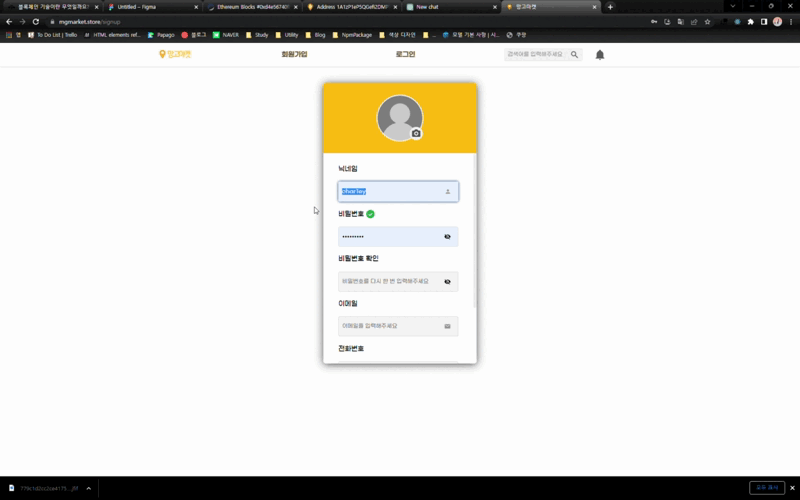 블록체인 기술이란 무엇일까요?
Untitled – Figma
Ethereum Blocks #0xd4e56740f
Address 1A1zP1eP5QGefi2DMP
New chat
망고마켓
mgmarket.store/signup
앱
To Do List | Trello
HTML elements ref...
Papago
블로그
NAVER
Study
Utility
Blog
NpmPackage
색상 디자인
모델 기본 사항 | 시...
쿠팡
망고마켓
회원가입
로그인
검색어를 입력해주세요
닉네임
charley
비밀번호
비밀번호 확인
비밀번호를 다시 한 번 입력해주세요
이메일
이메일을 입력해주세요
전화번호
모두 표시